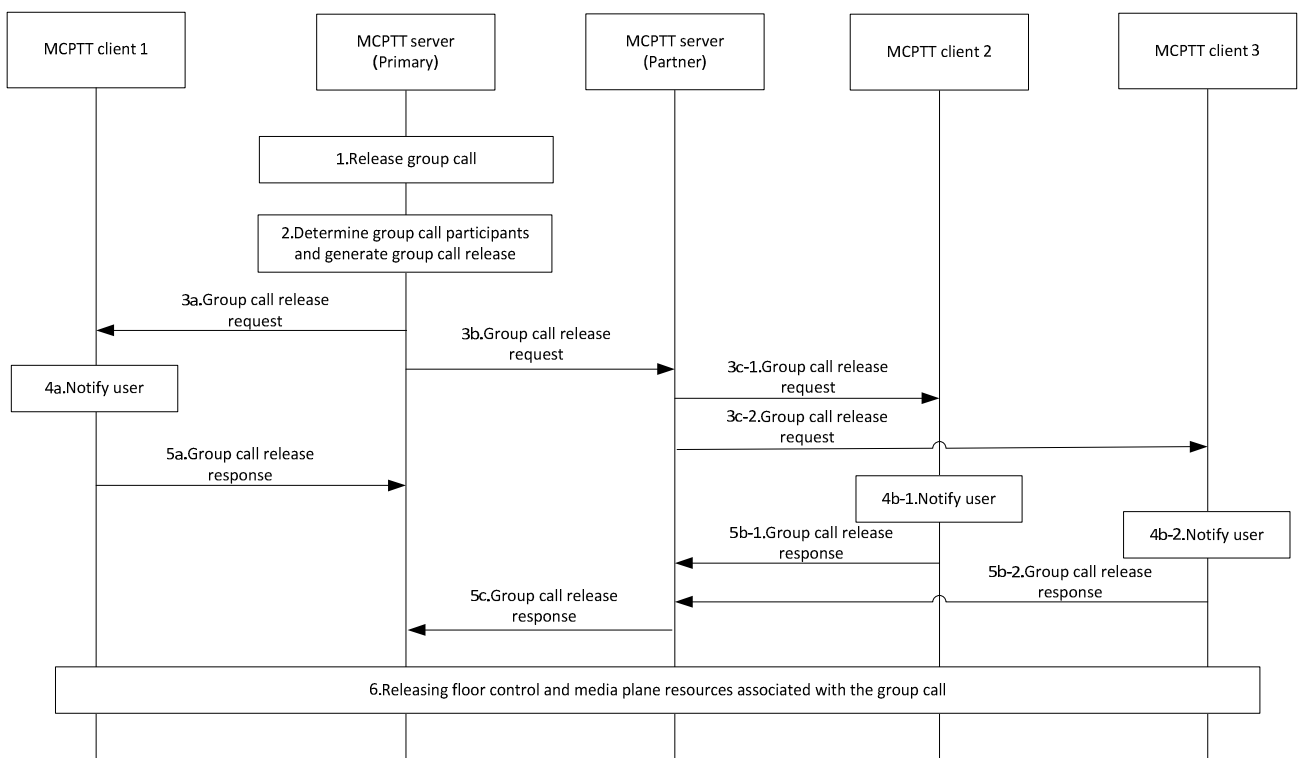 MCPTT client 1
MCPTT server
(Primary)
MCPTT server
(Partner)
MCPTT client 2
MCPTT client 3
1.Release group call
2.Determine group call participants
and generate group call release
3a.Group call release
request
3b.Group call release
request
3c-1.Group call release
request
4a.Notify user
3c-2.Group call release
request
5a.Group call release
response
4b-1.Notify user
4b-2.Notify user
5b-1.Group call release
response
5b-2.Group call release
response
5c.Group call release
response
6.Releasing floor control and media plane resources associated with the group call